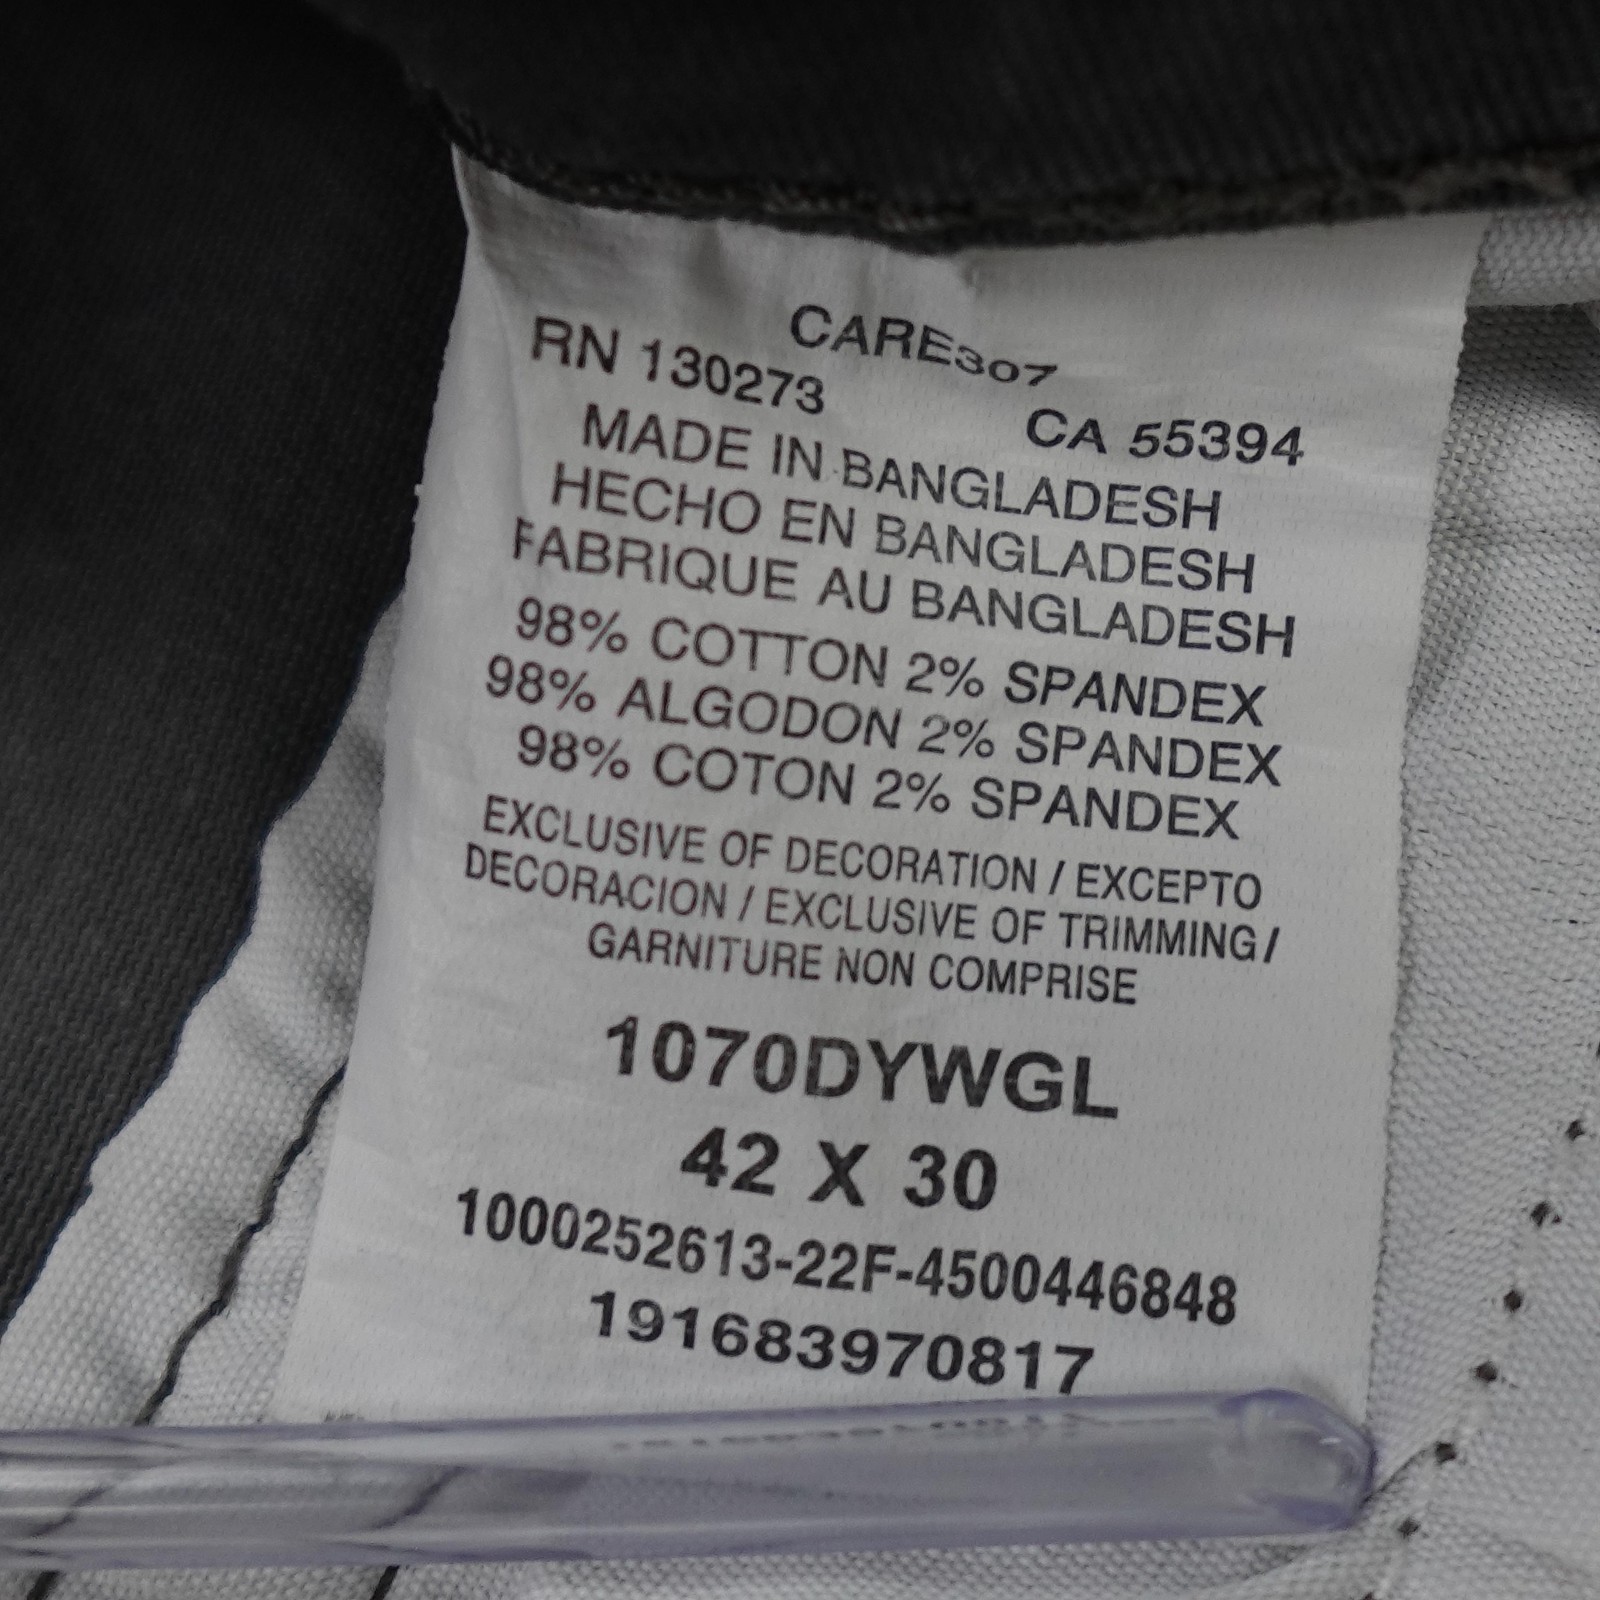 CARE307
RN 130273 CA 55394
MADE IN BANGLADESH
HECHO EN BANGLADESH
FABRIQUE AU BANGLADESH
98% COTTON 2% SPANDEX
98% ALGODON 2% SPANDEX
98% COTON 2% SPANDEX
EXCLUSIVE OF DECORATION / EXCEPTO
DECORACION / EXCLUSIVE OF TRIMMING /
GARNITURE NON COMPRISE
1070DYWGL
42 X 30
1000252613-22F-4500446848
191683970817